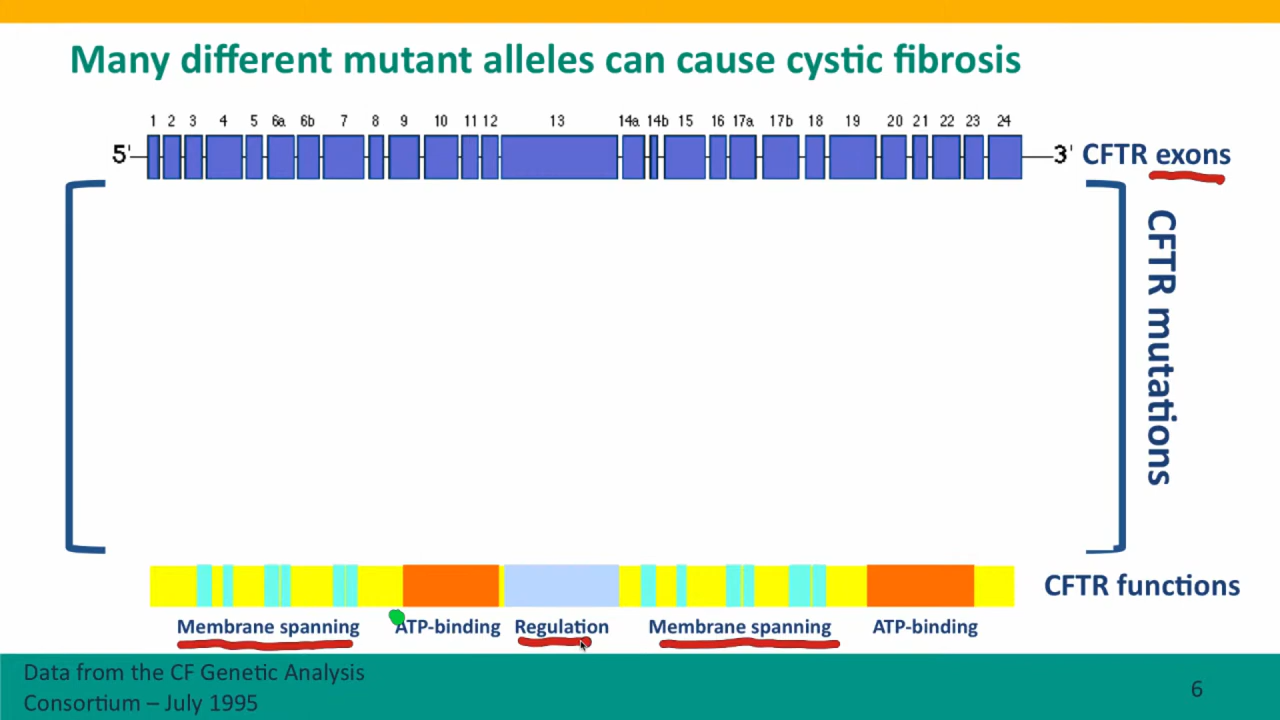 Many different mutant alleles can cause cystic fibrosis
1 2 3 4 5 6a 6b 7 8 9 10 11 12 13 14a 14b 15 16 17a 17b 18 19 20 21 22 23 24
5' 3' CFTR exons
CFTR mutations
CFTR functions
Membrane spanning ATP-binding Regulation Membrane spanning ATP-binding
Data from the CF Genetic Analysis
Consortium – July 1995
6